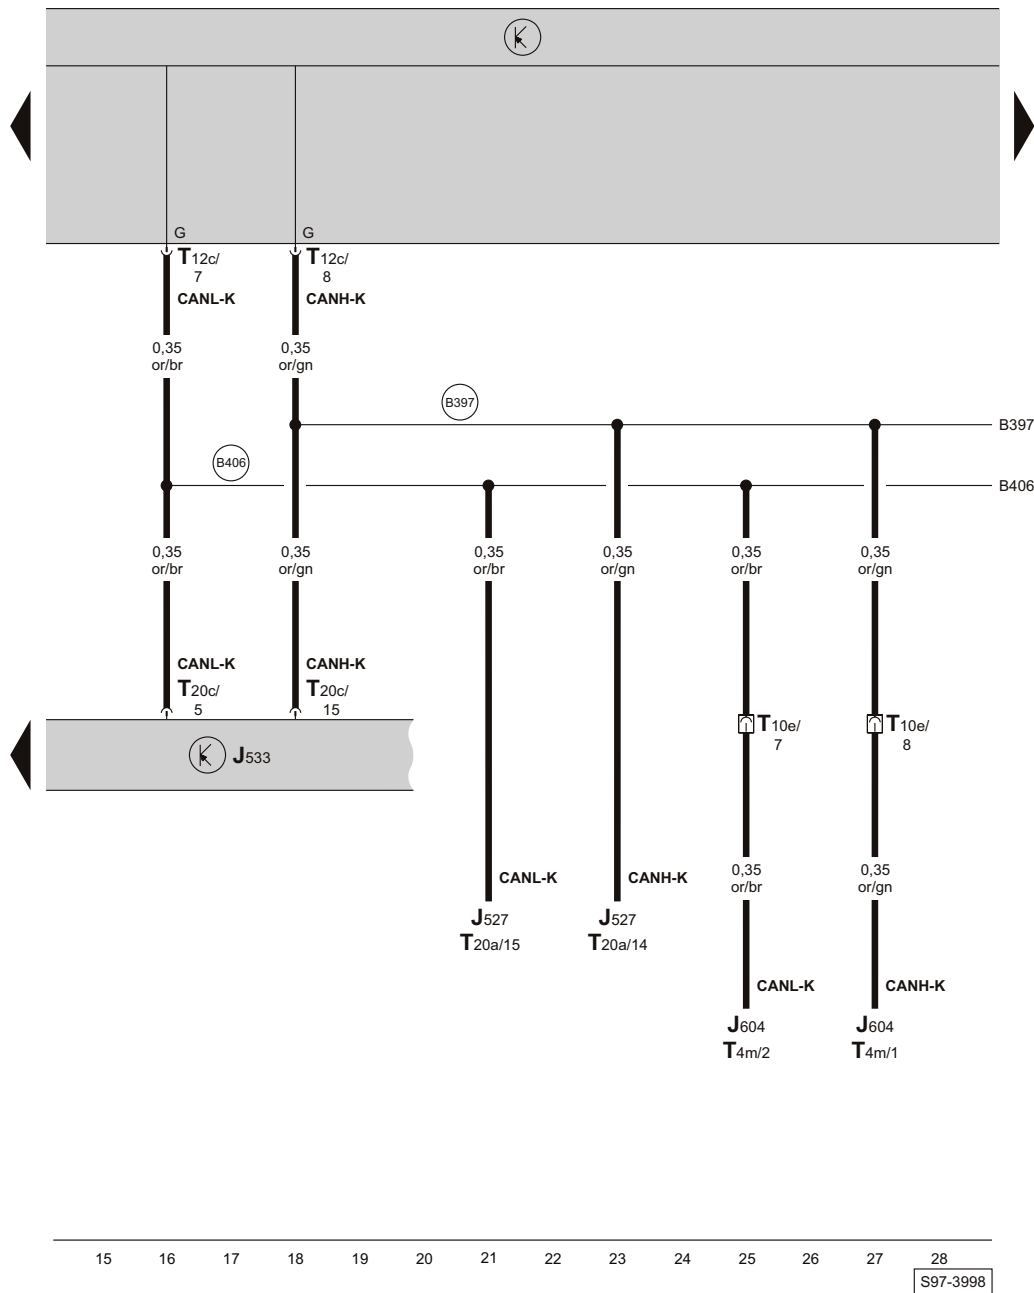 G G
T12c/ T12c/
7 8
CANL-K CANH-K
0,35 0,35
or/br or/gn
B397
B397
B406
B406
0,35 0,35 0,35 0,35 0,35 0,35
or/br or/gn or/br or/gn or/br or/gn
CANL-K CANH-K
T20c/ T20c/
5 15
T10e/ T10e/
7 8
J533
0,35 0,35
or/br or/gn
CANL-K CANH-K
J527 J527
T20a/15 T20a/14
CANL-K CANH-K
J604 J604
T4m/2 T4m/1
15 16 17 18 19 20 21 22 23 24 25 26 27 28
S97-3998